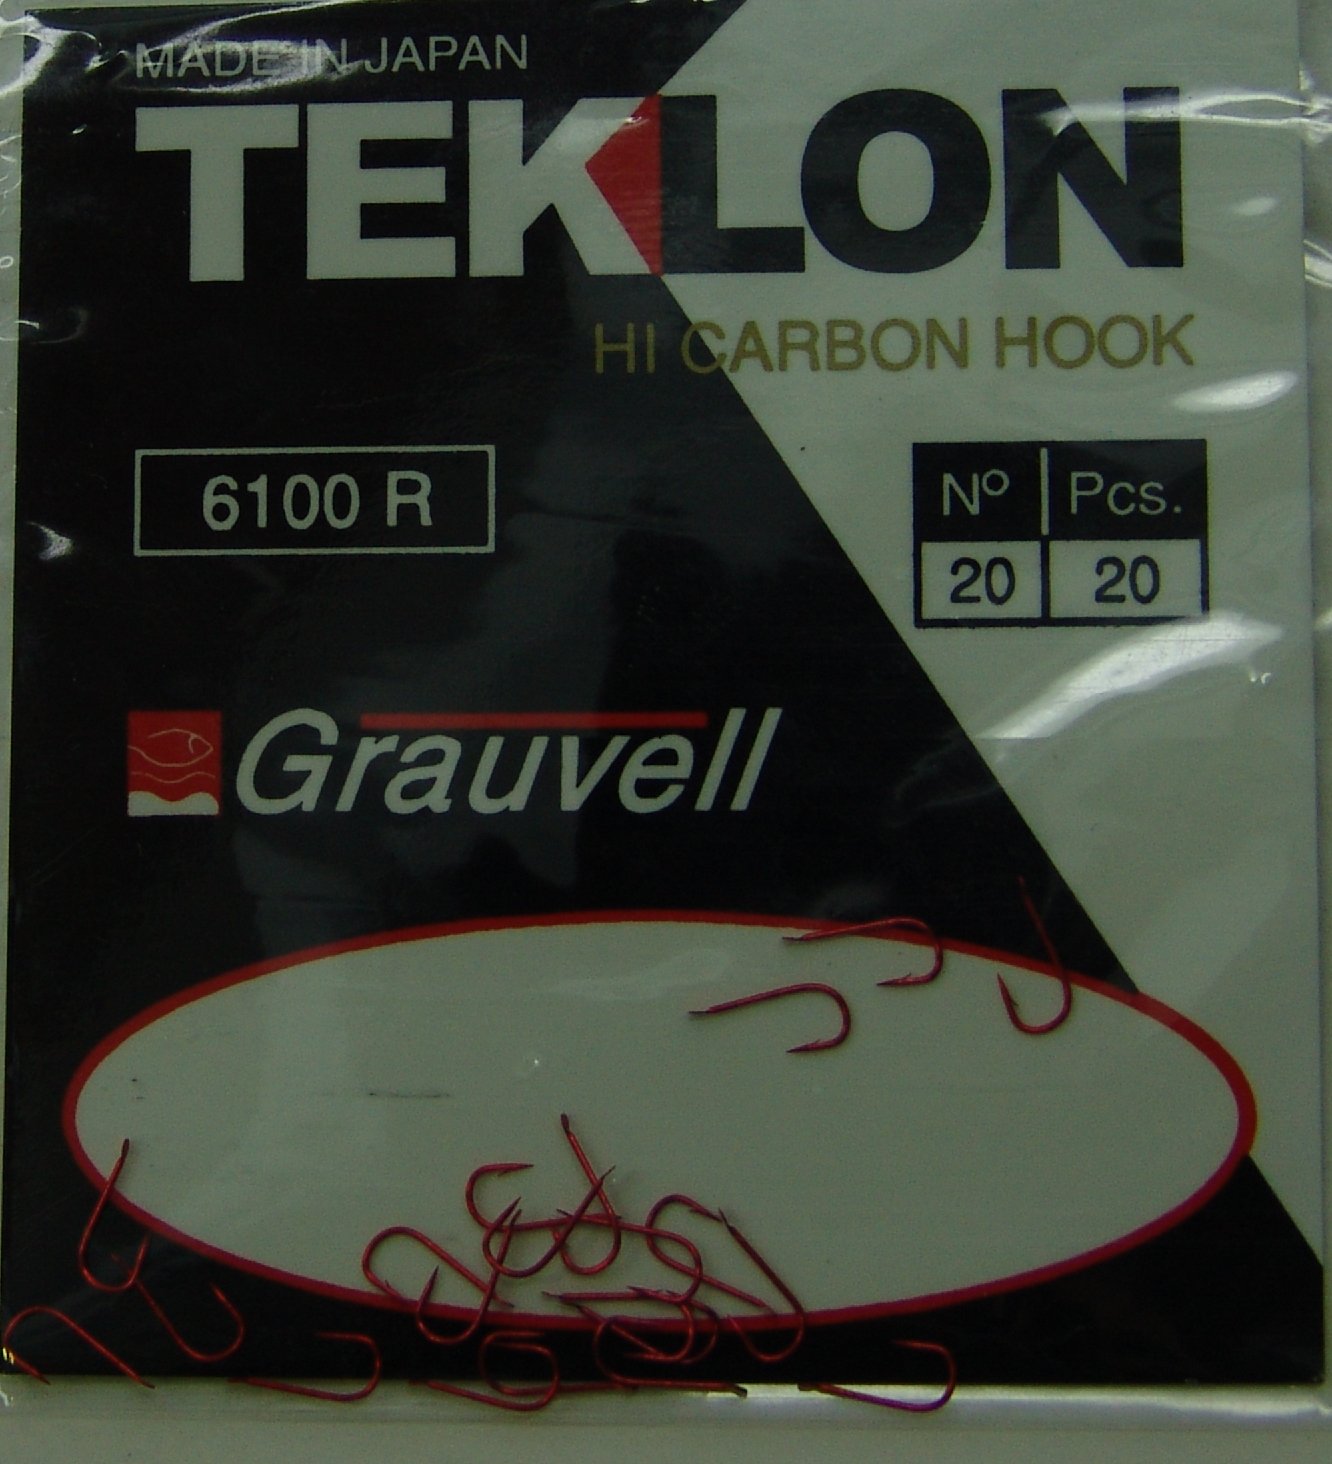 MADE IN JAPAN
TEKLON
HI CARBON HOOK
6100 R
Nº Pcs.
20 20
Grauvell